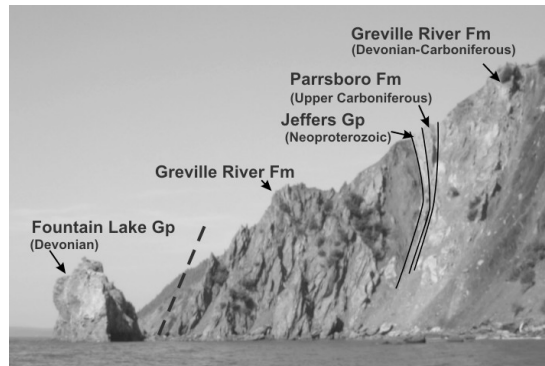 Greville River Fm
(Devonian-Carboniferous)
Parrsboro Fm
(Upper Carboniferous)
Jeffers Gp
(Neoproterozoic)
Greville River Fm
Fountain Lake Gp
(Devonian)